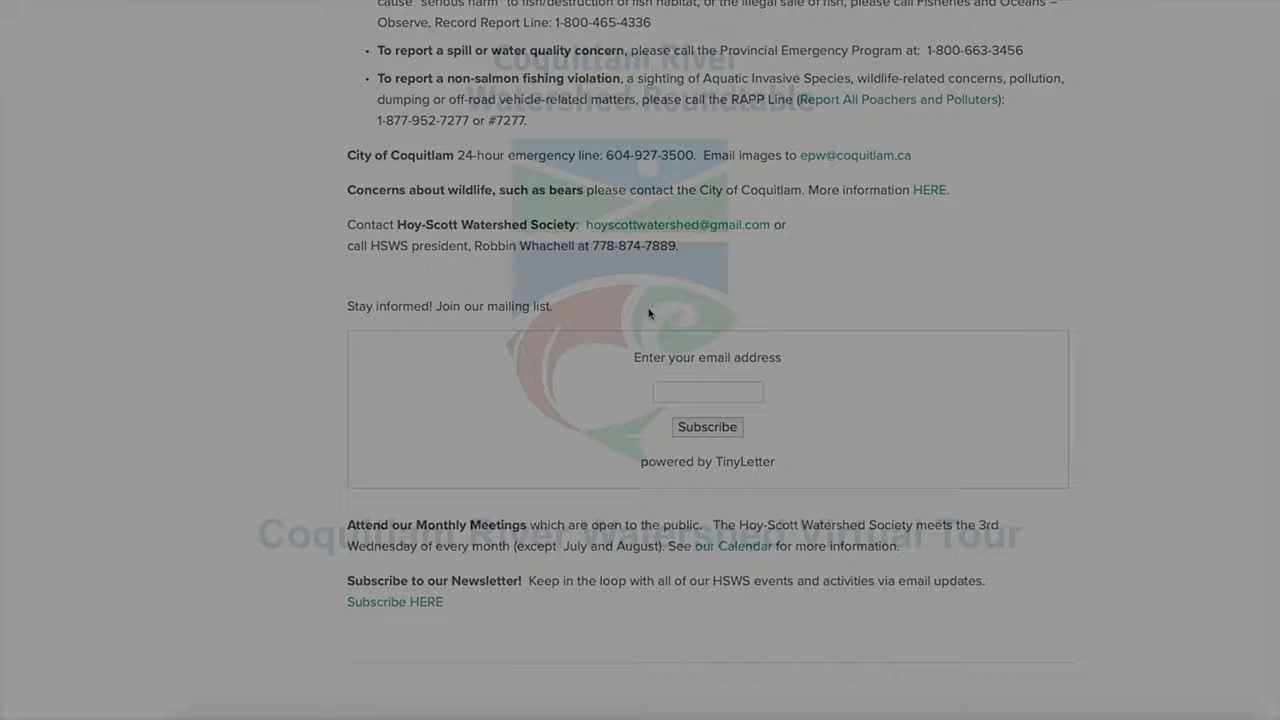 cause "serious harm" to fish/destruction of fish habitat, or the illegal sale of fish, please call Fisheries and Oceans –
Observe, Record Report Line: 1-800-465-4336
• To report a spill or water quality concern, please call the Provincial Emergency Program at: 1-800-663-3456
Coquitlam River
• To report a non-salmon fishing violation, a sighting of Aquatic Invasive Species, wildlife-related concerns, pollution,
Watershed Roundtable
dumping or off-road vehicle-related matters, please call the RAPP Line (Report All Poachers and Polluters):
1-877-952-7277 or #7277.
City of Coquitlam 24-hour emergency line: 604-927-3500. Email images to epw@coquitlam.ca
Concerns about wildlife, such as bears please contact the City of Coquitlam. More information HERE.
Contact Hoy-Scott Watershed Society: hoyscottwatershed@gmail.com or
call HSWS president, Robbin Whachell at 778-874-7889.
Stay informed! Join our mailing list.
Enter your email address
Subscribe
powered by TinyLetter
Attend our Monthly Meetings which are open to the public. The Hoy-Scott Watershed Society meets the 3rd
Coquitlam River Watershed Virtual Tour
Wednesday of every month (except July and August). See our Calendar for more information.
Subscribe to our Newsletter! Keep in the loop with all of our HSWS events and activities via email updates.
Subscribe HERE